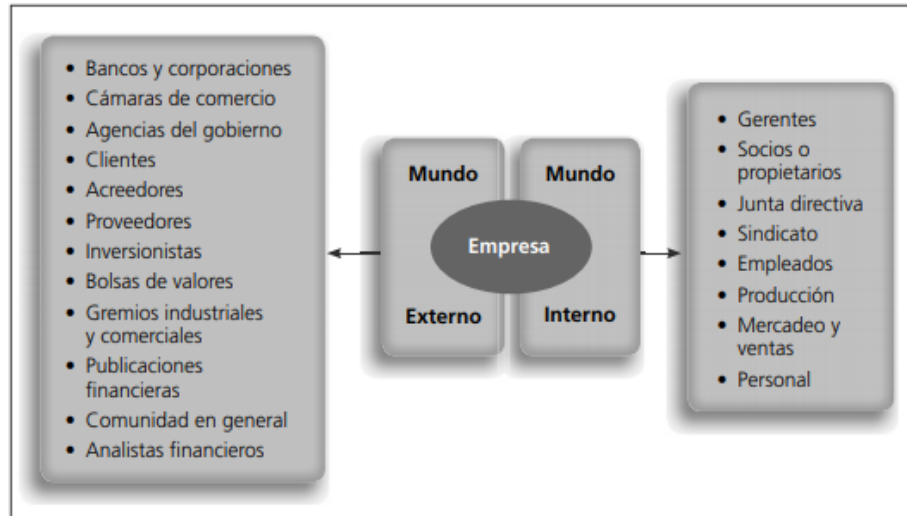 • Bancos y corporaciones
• Cámaras de comercio
• Agencias del gobierno
• Clientes
• Acreedores
• Proveedores
• Inversionistas
• Bolsas de valores
• Gremios industriales
y comerciales
• Publicaciones
financieras
• Comunidad en general
• Analistas financieros
Mundo
Externo
Empresa
Mundo
Interno
• Gerentes
• Socios o
propietarios
• Junta directiva
• Sindicato
• Empleados
• Producción
• Mercadeo y
ventas
• Personal